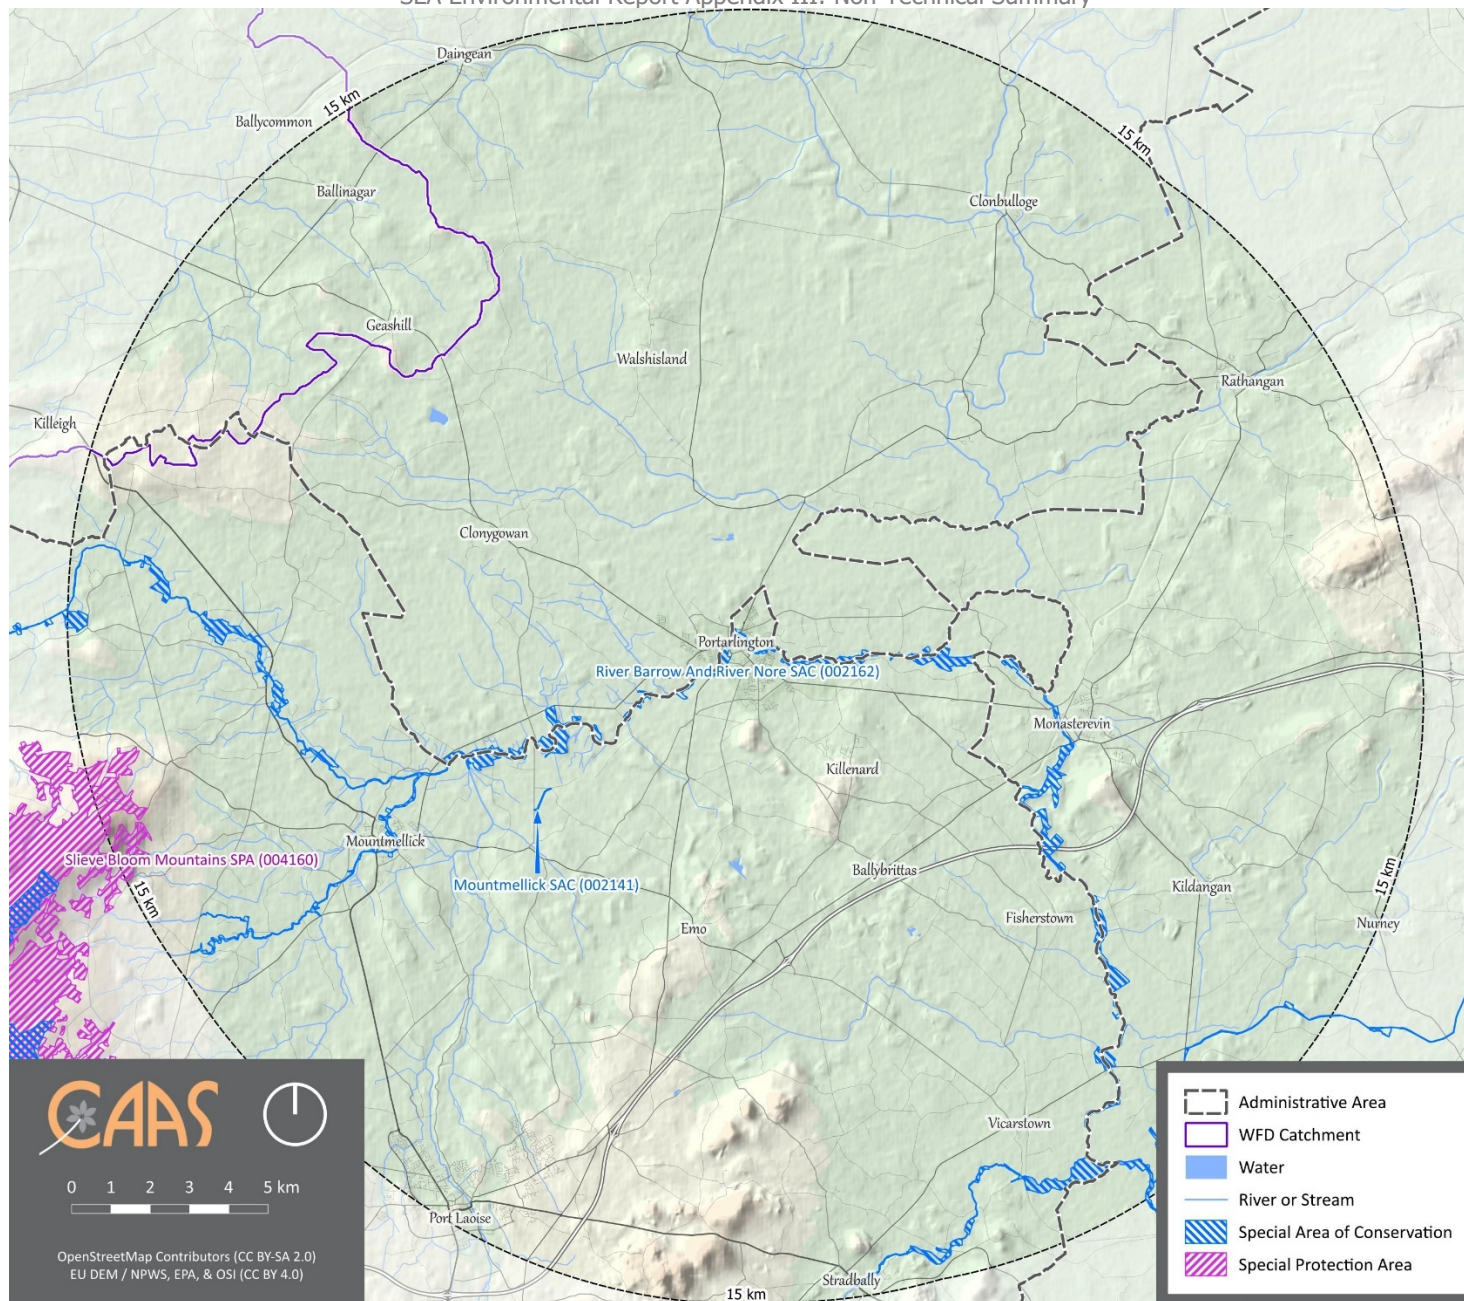 SEA Environmental Report Appendix III: Non-Technical Summary
Daingean
15 km
Ballycommon
15 km
Ballinagar
Clonbulloge
Geashill
Walshisland
Rathangan
Killeigh
Clonygowan
Portarlington
River Barrow And River Nore SAC (002162)
Monasterevin
Killenard
Mountmellick
Slieve Bloom Mountains SPA (004160)
Ballybrittas
15 km
Mountmellick SAC (002141)
Kildangan
15 km
Fisherstown
Nurney
Emo
Vicarstown
Port Laoise
Stradbally
15 km
CAAS
0 1 2 3 4 5 km
OpenStreetMap Contributors (CC BY-SA 2.0)
EU DEM / NPWS, EPA, & OSI (CC BY 4.0)
Administrative Area
WFD Catchment
Water
River or Stream
Special Area of Conservation
Special Protection Area